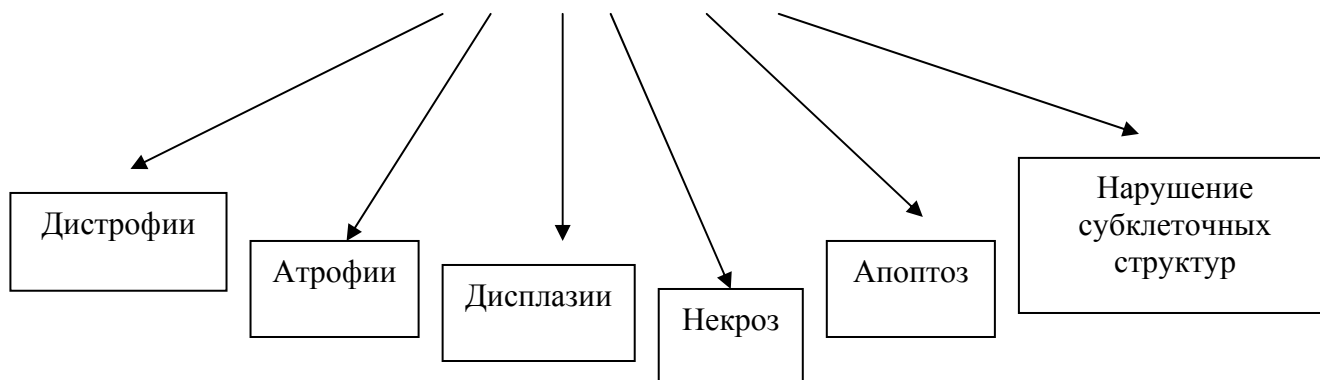 Дистрофии
Атрофии
Дисплазии
Некроз
Апоптоз
Нарушение
субклеточных
структур